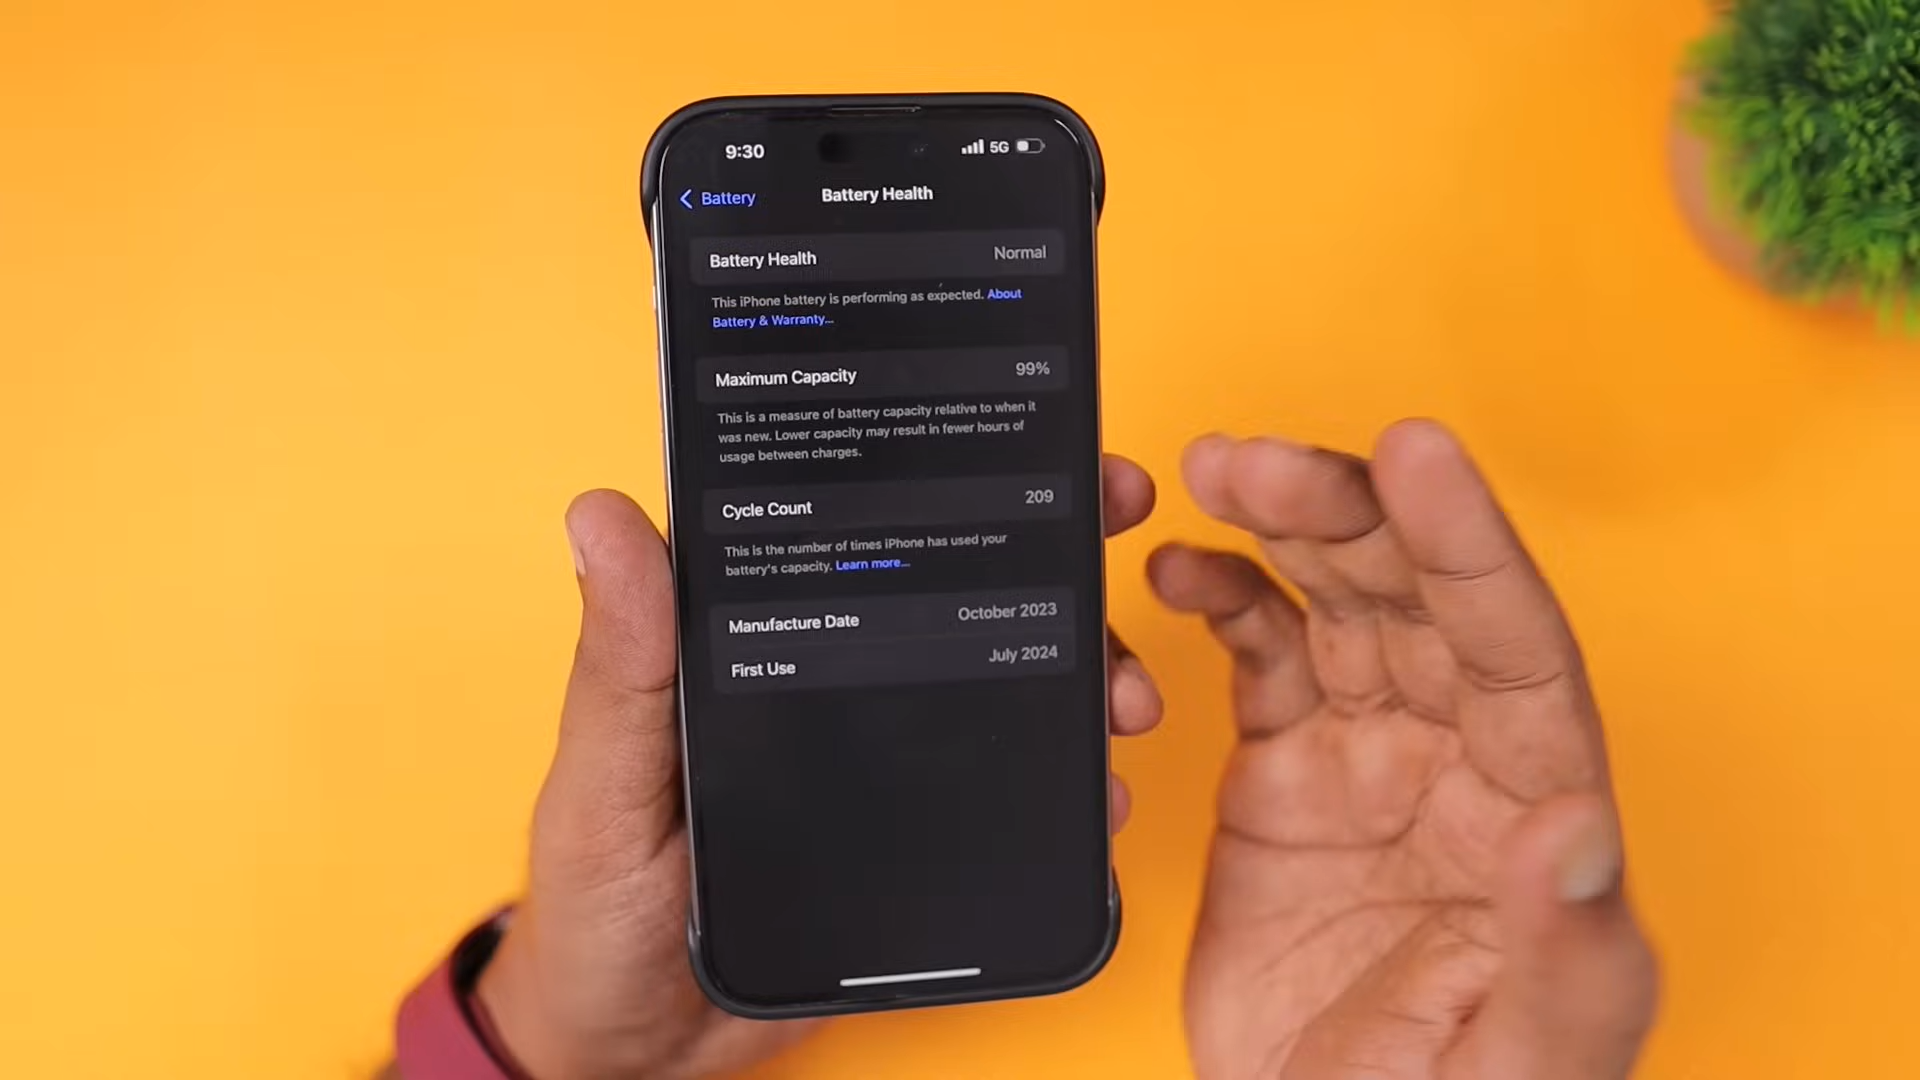 9:30 5G
Battery Battery Health
Battery Health Normal
This iPhone battery is performing as expected. About
Battery & Warranty...
Maximum Capacity 99%
This is a measure of battery capacity relative to when it
was new. Lower capacity may result in fewer hours of
usage between charges.
Cycle Count 209
This is the number of times iPhone has used your
battery's capacity. Learn more...
Manufacture Date October 2023
First Use July 2024